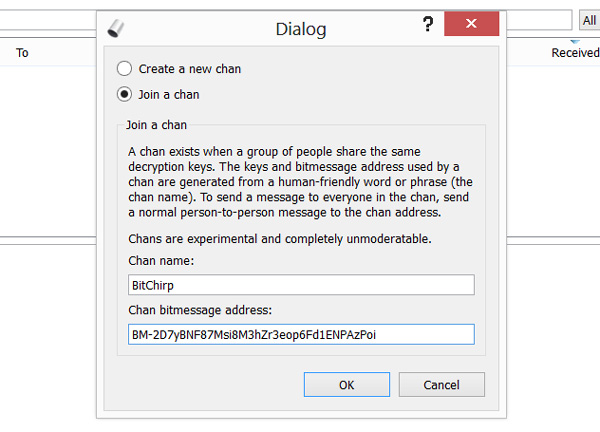 Dialog
?
x
All
To
Received
Create a new chan
Join a chan
Join a chan
A chan exists when a group of people share the same
decryption keys. The keys and bitmessage address used by a
chan are generated from a human-friendly word or phrase (the
chan name). To send a message to everyone in the chan, send
a normal person-to-person message to the chan address.
Chans are experimental and completely unmoderatable.
Chan name:
BitChirp
Chan bitmessage address:
BM-2D7yBNF87Msi8M3hZr3eop6Fd1ENPAzPoi
OK
Cancel